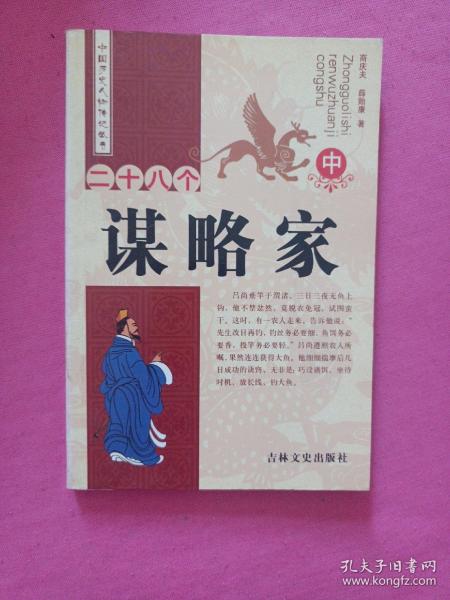 中国历史人物传记丛书
高庆夫 薛贻康 著
Zhongguolishi
renwuzhuanji
congshu
中
二十八个
谋略家
吕尚垂竿于渭渚，三日三夜无鱼上
钩，他不禁忿然，竟脱衣免冠，试图蛮
干。这时，有一农人走来，告诉他说："
先生改日再钓，钓丝务必要细，鱼饵务必
要香，投竿务必要轻。"吕尚遵照农人所
嘱，果然连连获得大鱼。他细细揣摩后几
日成功的诀窍，无非是：巧设诱饵，坐待
时机，放长线，钓大鱼。
吉林文史出版社
孔夫子旧书网
www.kongfz.com